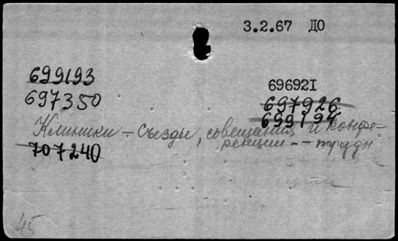 3.2.67 ДО
699193
697350
696921
697926
699194
Клиники – съезды, совещания и конфе-
ренции – труды
707240
45